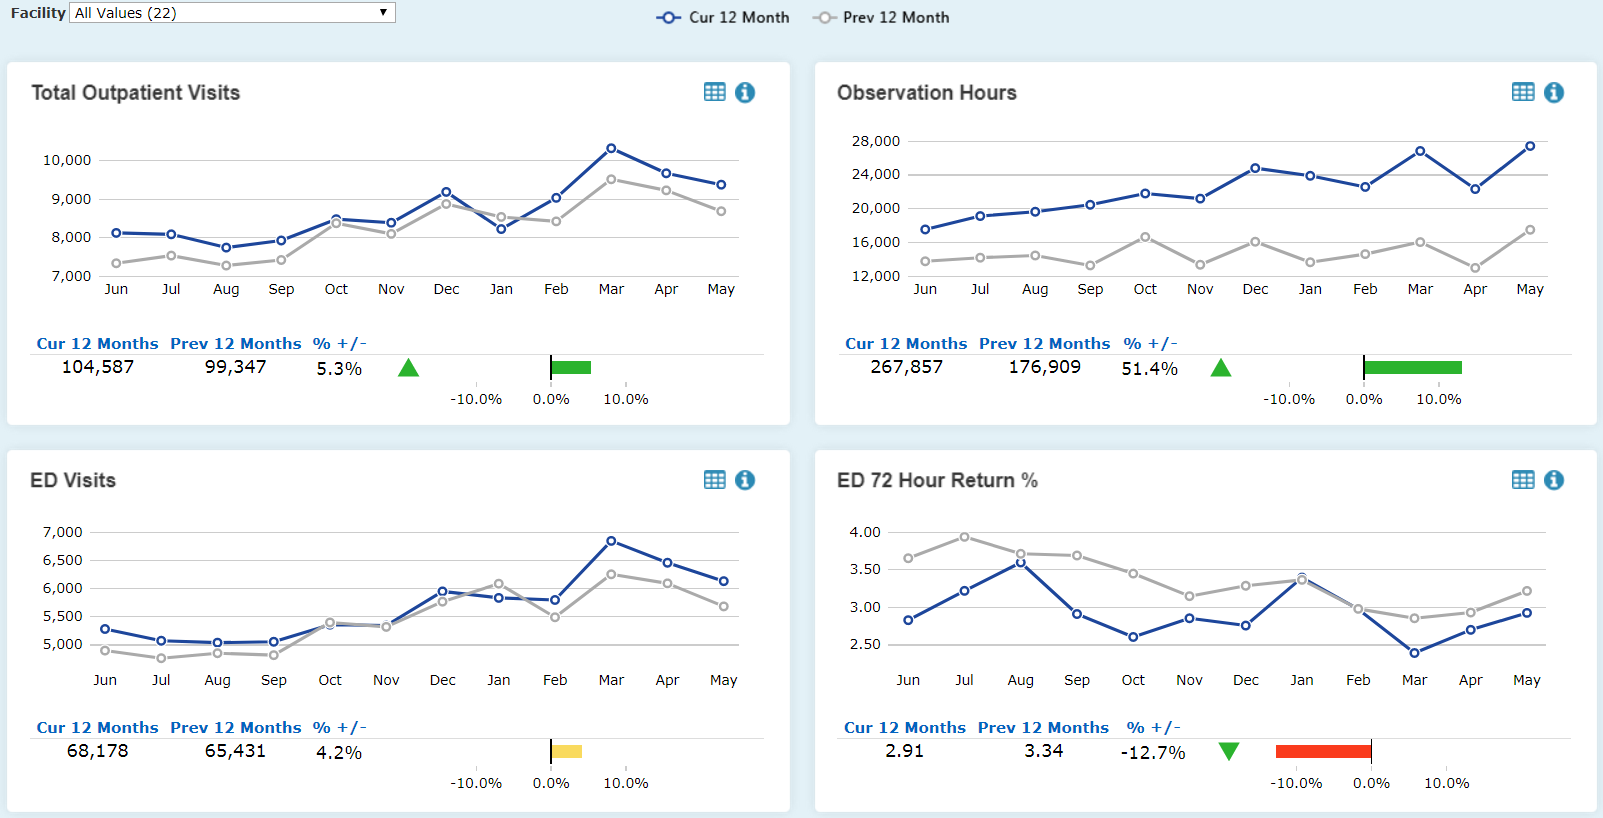 Facility All Values (22)
Cur 12 Month Prev 12 Month
Total Outpatient Visits
10,000
9,000
8,000
7,000
Jun Jul Aug Sep Oct Nov Dec Jan Feb Mar Apr May
Cur 12 Months Prev 12 Months % +/-
104,587 99,347 5.3%
-10.0% 0.0% 10.0%
Observation Hours
28,000
24,000
20,000
16,000
12,000
Jun Jul Aug Sep Oct Nov Dec Jan Feb Mar Apr May
Cur 12 Months Prev 12 Months % +/-
267,857 176,909 51.4%
-10.0% 0.0% 10.0%
ED Visits
7,000
6,500
6,000
5,500
5,000
Jun Jul Aug Sep Oct Nov Dec Jan Feb Mar Apr May
Cur 12 Months Prev 12 Months % +/-
68,178 65,431 4.2%
-10.0% 0.0% 10.0%
ED 72 Hour Return %
4.00
3.50
3.00
2.50
Jun Jul Aug Sep Oct Nov Dec Jan Feb Mar Apr May
Cur 12 Months Prev 12 Months % +/-
2.91 3.34 -12.7%
-10.0% 0.0% 10.0%